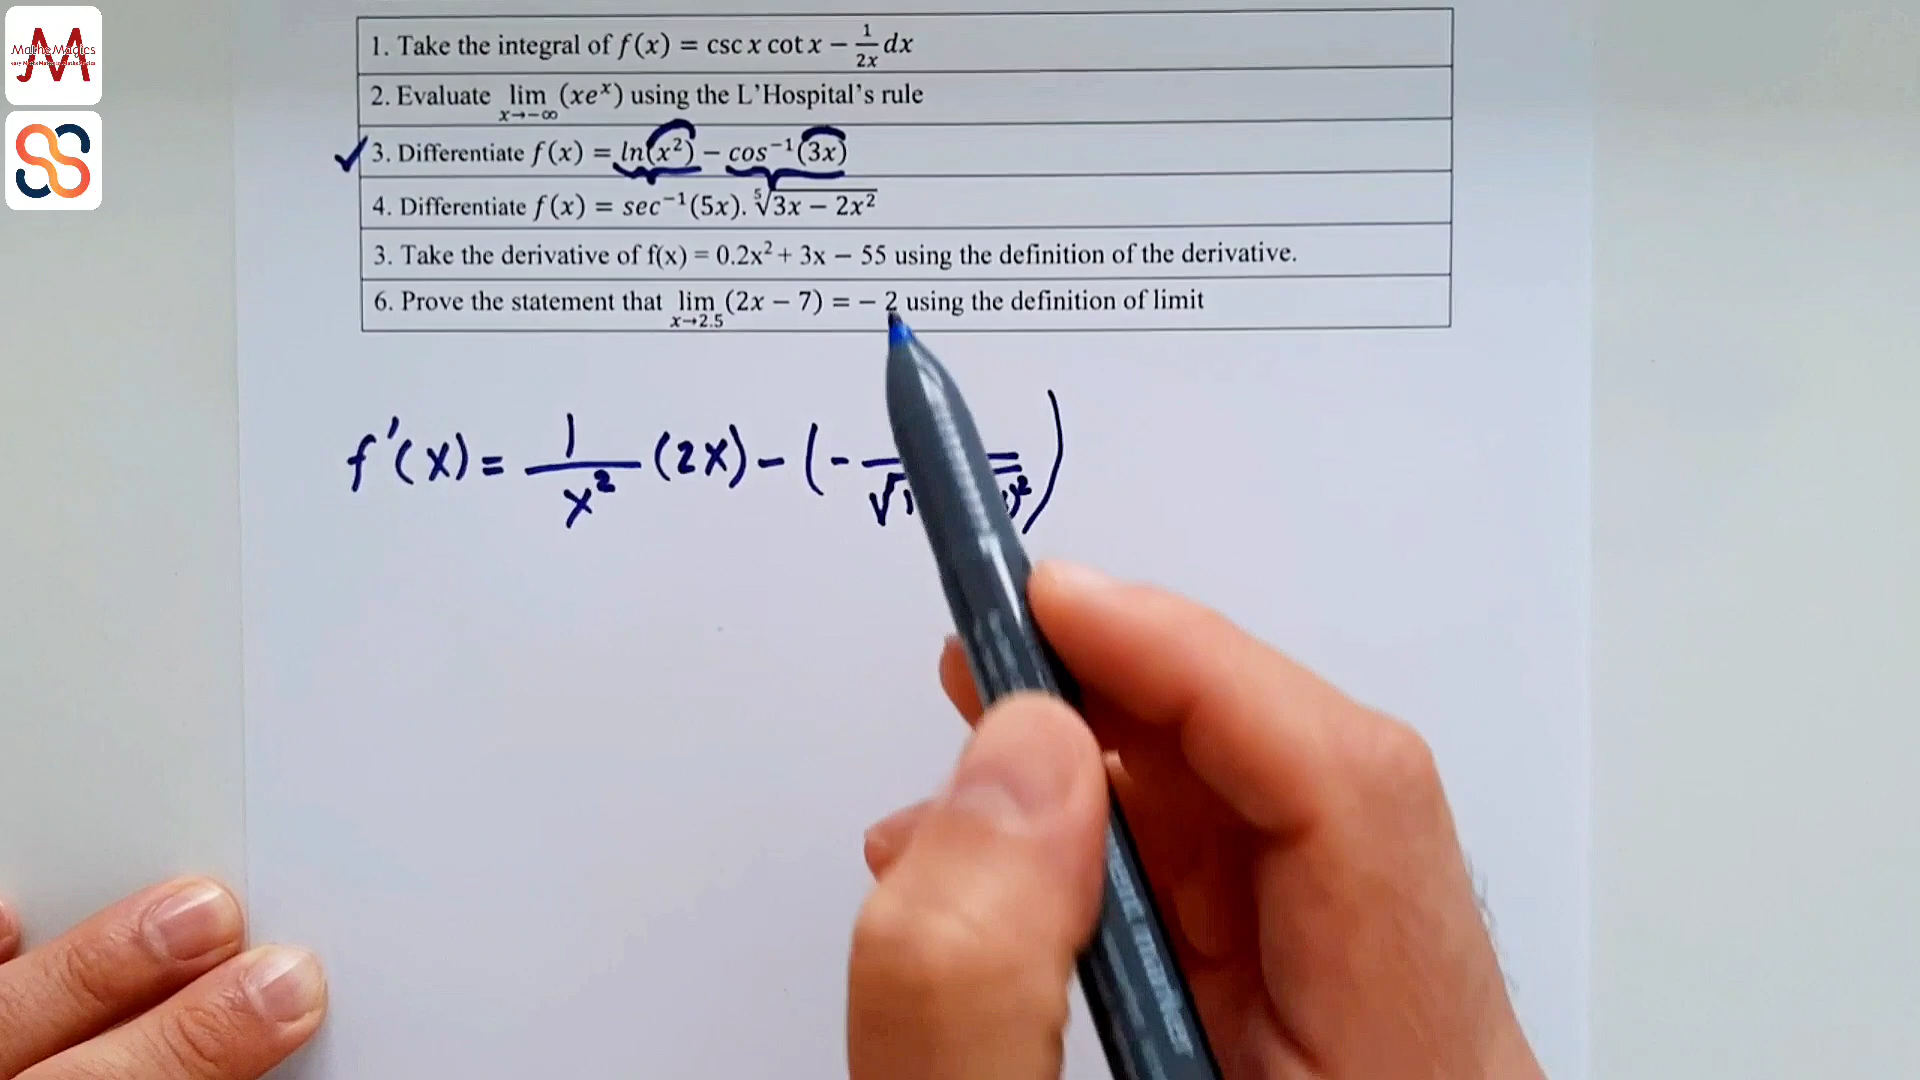 MatheMadics
1. Take the integral of f(x) = csc x cot x − 1/2x dx
2. Evaluate lim x→−∞ (xeˣ) using the L’Hospital’s rule
3. Differentiate f(x) = ln(x²) − cos⁻¹(3x)
4. Differentiate f(x) = sec⁻¹(5x). ⁵√3x − 2x²
3. Take the derivative of f(x) = 0.2x² + 3x − 55 using the definition of the derivative.
6. Prove the statement that lim x→2.5 (2x − 7) = − 2 using the definition of limit
f'(x) = 1/x² (2x) − (−